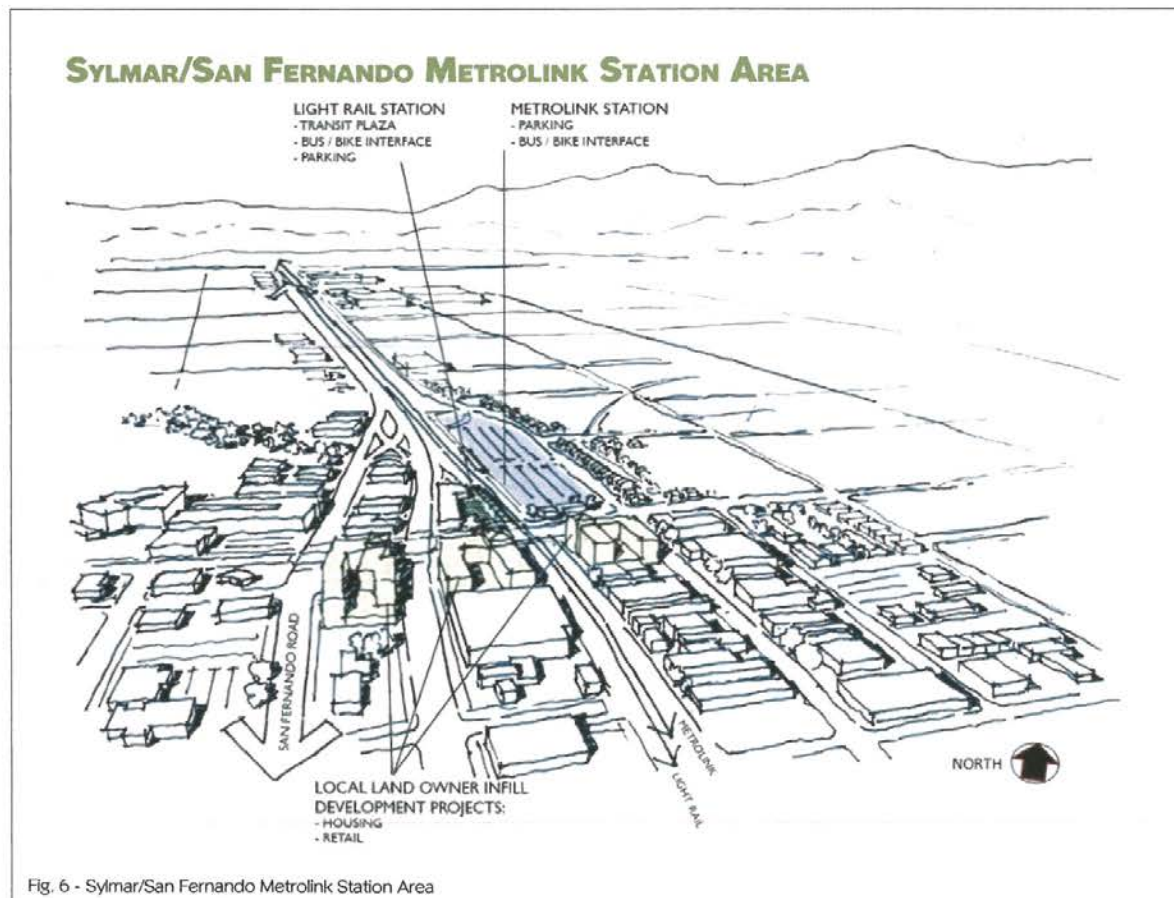 SYLMAR/SAN FERNANDO METROLINK STATION AREA
LIGHT RAIL STATION
- TRANSIT PLAZA
- BUS / BIKE INTERFACE
- PARKING
METROLINK STATION
- PARKING
- BUS / BIKE INTERFACE
SAN FERNANDO ROAD
METROLINK
LIGHT RAIL
NORTH
LOCAL LAND OWNER INFILL
DEVELOPMENT PROJECTS:
- HOUSING
- RETAIL
Fig. 6 - Sylmar/San Fernando Metrolink Station Area